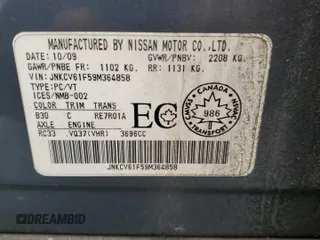 MANUFACTURED BY NISSAN MOTOR CO.,LTD.
DATE: 10/09 GVWR/PNBV: 2208 KG
GAWR/PNBE FR: 1102 KG RR: 1131 KG
VIN:JNKCV61F59M364858
TYPE:PC/VT
ICES/NMB-002
COLOR TRIM TRANS
B30 C RE7R01A
AXLE ENGINE
RC33 VQ37(VHR) 3696CC
EC
CANADA
986
TRANSPORT
JNKCV61F59M364858
DREAMBID
dreambid.com